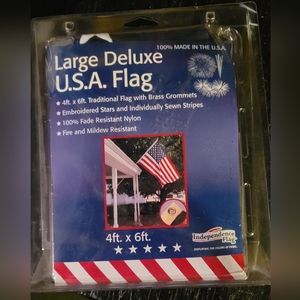 100% MADE IN THE U.S.A.
Large Deluxe
U.S.A. Flag
•4ft. x 6ft. Traditional Flag with Brass Grommets
•Embroidered Stars and Individually Sewn Stripes
•100% Fade Resistant Nylon
•Fire and Mildew Resistant
4ft. x 6ft.
Independence
Flag